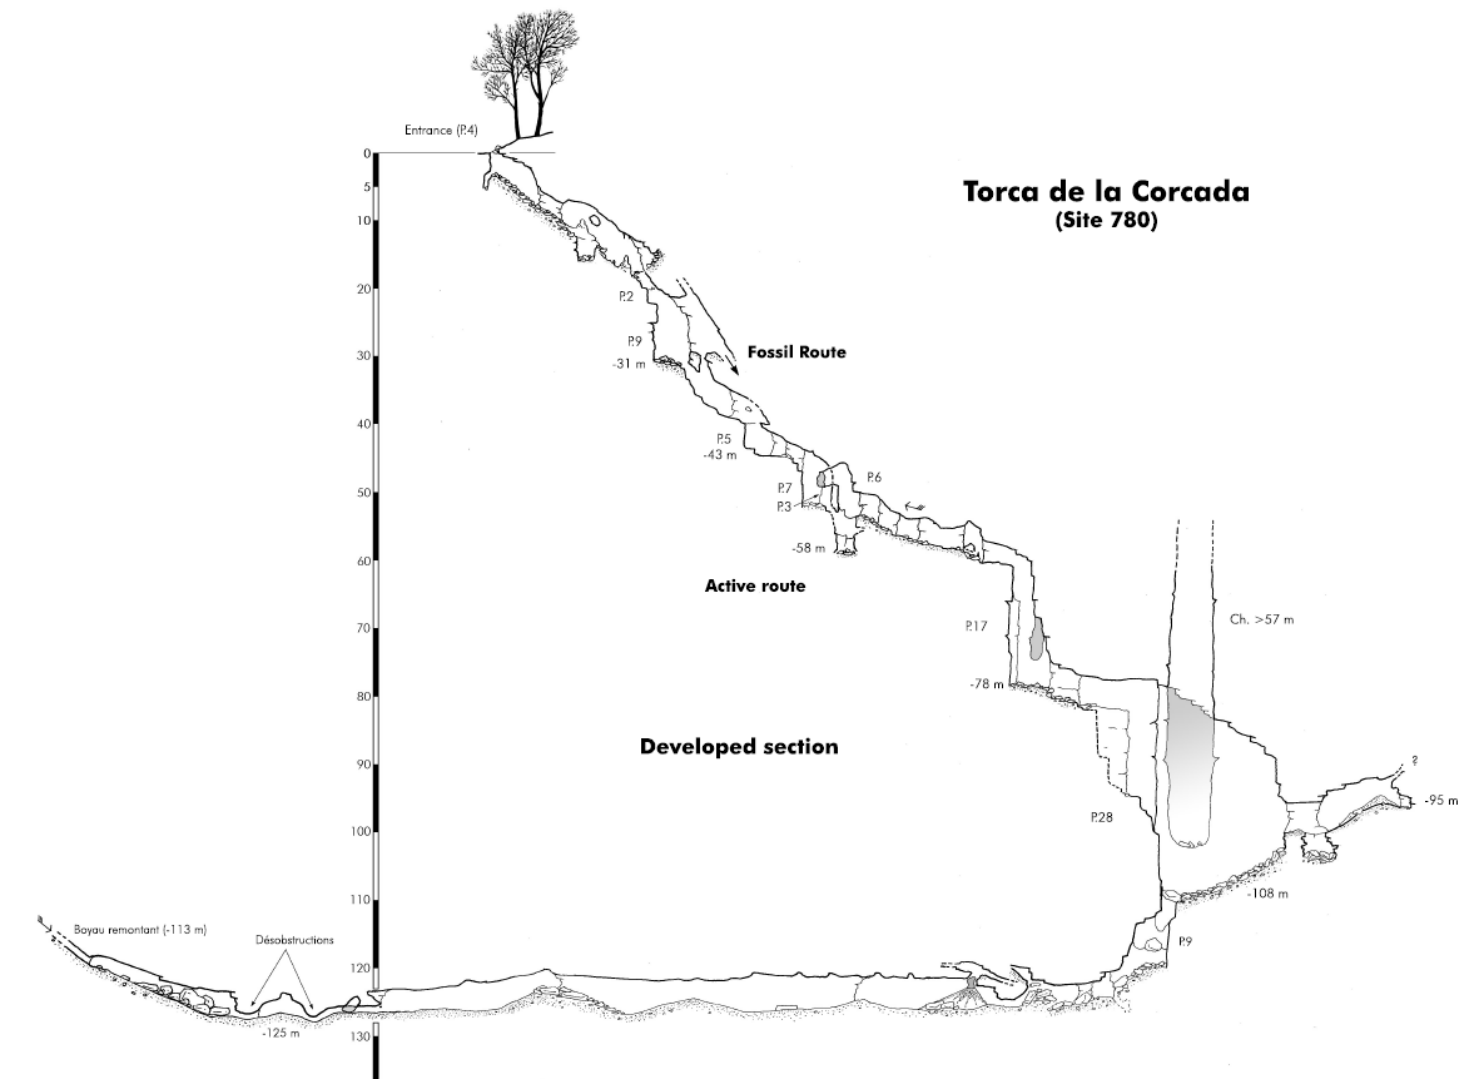 Entrance (P.4)
0
5
10
20
30
40
50
60
70
80
90
100
110
120
130
Torca de la Corcada
(Site 780)
P.2
P.9
-31 m
Fossil Route
P.5
-43 m
P.7
P.3
P.6
-58 m
Active route
P.17
-78 m
Ch. >57 m
Developed section
P.28
?
-95 m
-108 m
P.9
Boyau remontant (-113 m)
Désobstructions
-125 m